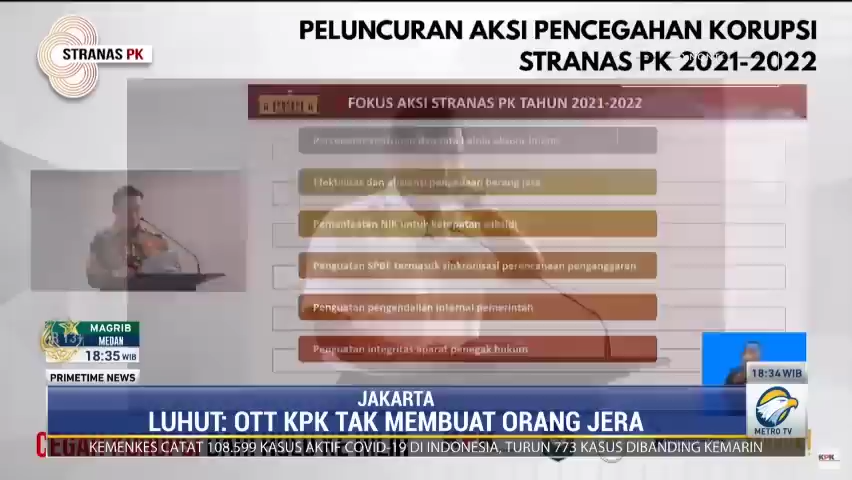 PELUNCURAN AKSI PENCEGAHAN KORUPSI
STRANAS PK
STRANAS PK 2021-2022
FOKUS AKSI STRANAS PK TAHUN 2021-2022
Efektivitas dan efisiensi pengadaan barang jasa
Pemanfaatan NIK untuk ketepatan subsidi
Penguatan SPBE termasuk sinkronisasi perencanaan penganggaran
Penguatan pengendalian internal pemerintah
Penguatan integritas aparat penegak hukum
MAGRIB
MEDAN
18:35 WIB
PRIMETIME NEWS
18:34 WIB
JAKARTA
LUHUT: OTT KPK TAK MEMBUAT ORANG JERA
METRO TV
KEMENKES CATAT 108.599 KASUS AKTIF COVID-19 DI INDONESIA, TURUN 773 KASUS DIBANDING KEMARIN
KPK